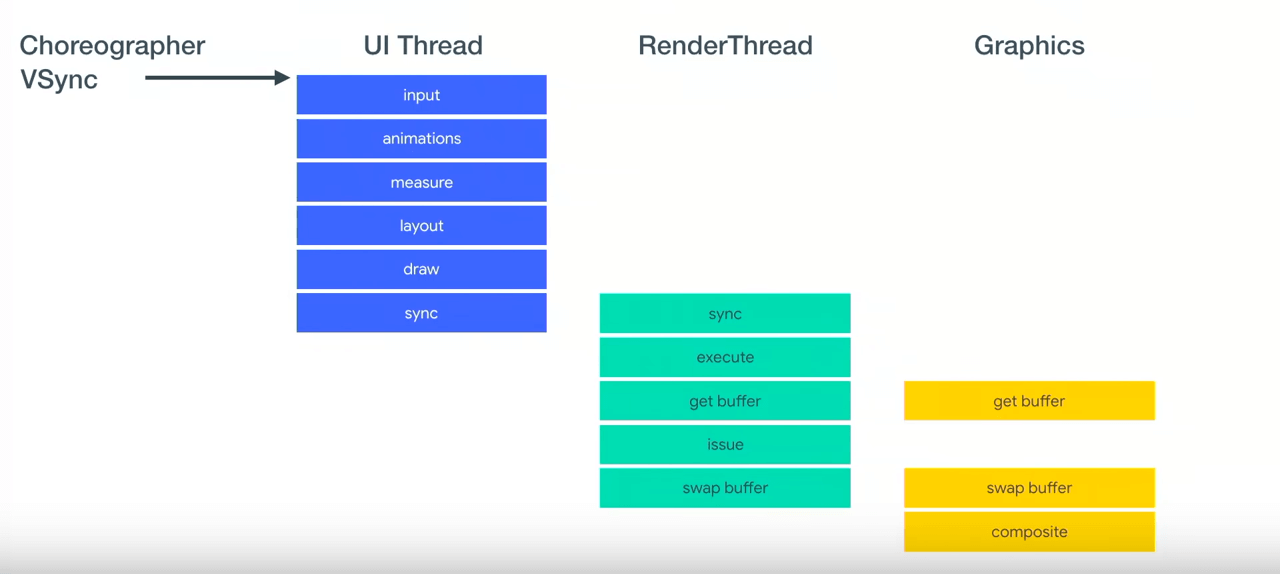 Choreographer
VSync
UI Thread
input
animations
measure
layout
draw
sync
RenderThread
sync
execute
get buffer
issue
swap buffer
Graphics
get buffer
swap buffer
composite